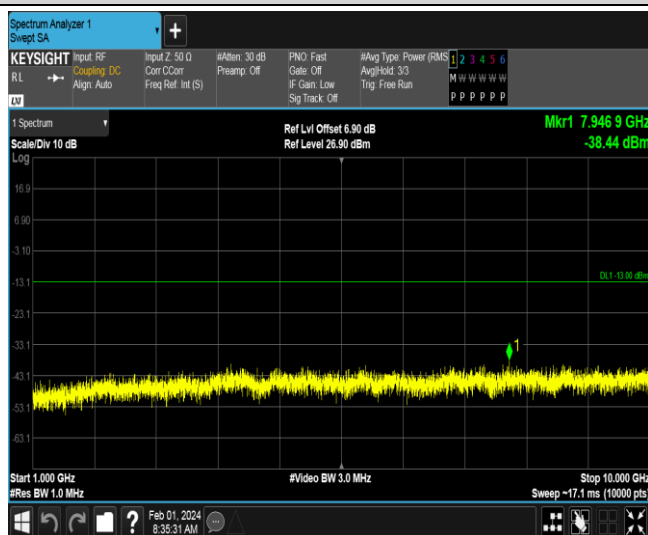 Spectrum Analyzer 1
Swept SA
+
KEYSIGHT
RL
Input: RF
Coupling: DC
Align: Auto
Input Z: 50 Ω
Corr CCorr
Freq Ref: Int (S)
#Atten: 30 dB
Preamp: Off
PNO: Fast
Gate: Off
IF Gain: Low
Sig Track: Off
#Avg Type: Power (RMS
Avg|Hold: 3/3
Trig: Free Run
1 2 3 4 5 6
M W W W W W
P P P P P P
LXI
1 Spectrum
Scale/Div 10 dB
Ref Lvl Offset 6.90 dB
Ref Level 26.90 dBm
Mkr1 7.946 9 GHz
-38.44 dBm
Log
16.9
6.90
-3.10
-13.1
DL1 -13.00 dBm
-23.1
-33.1
1
-43.1
-53.1
-63.1
Start 1.000 GHz
#Video BW 3.0 MHz
Stop 10.000 GHz
#Res BW 1.0 MHz
Sweep ~17.1 ms (10000 pts)
?
Feb 01, 2024
8:35:31 AM